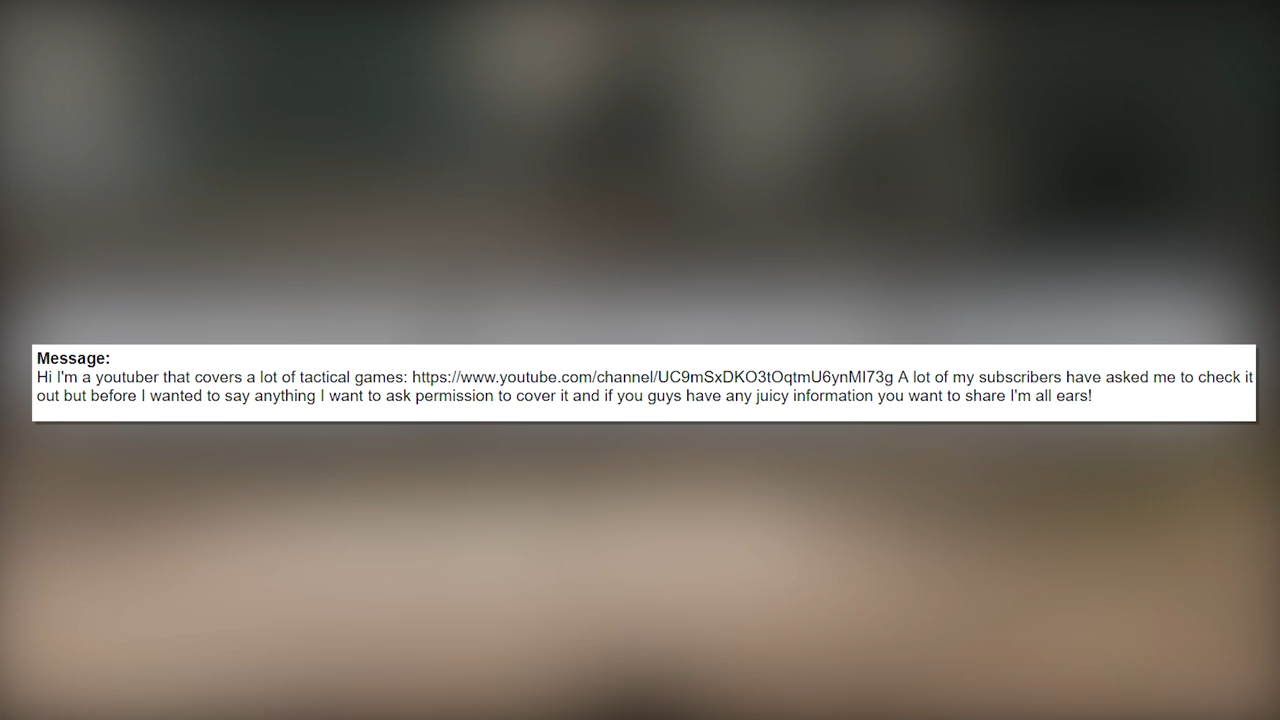 Message:
Hi I'm a youtuber that covers a lot of tactical games: https://www.youtube.com/channel/UC9mSxDKO3tOqtmU6ynMI73g A lot of my subscribers have asked me to check it
out but before I wanted to say anything I want to ask permission to cover it and if you guys have any juicy information you want to share I'm all ears!